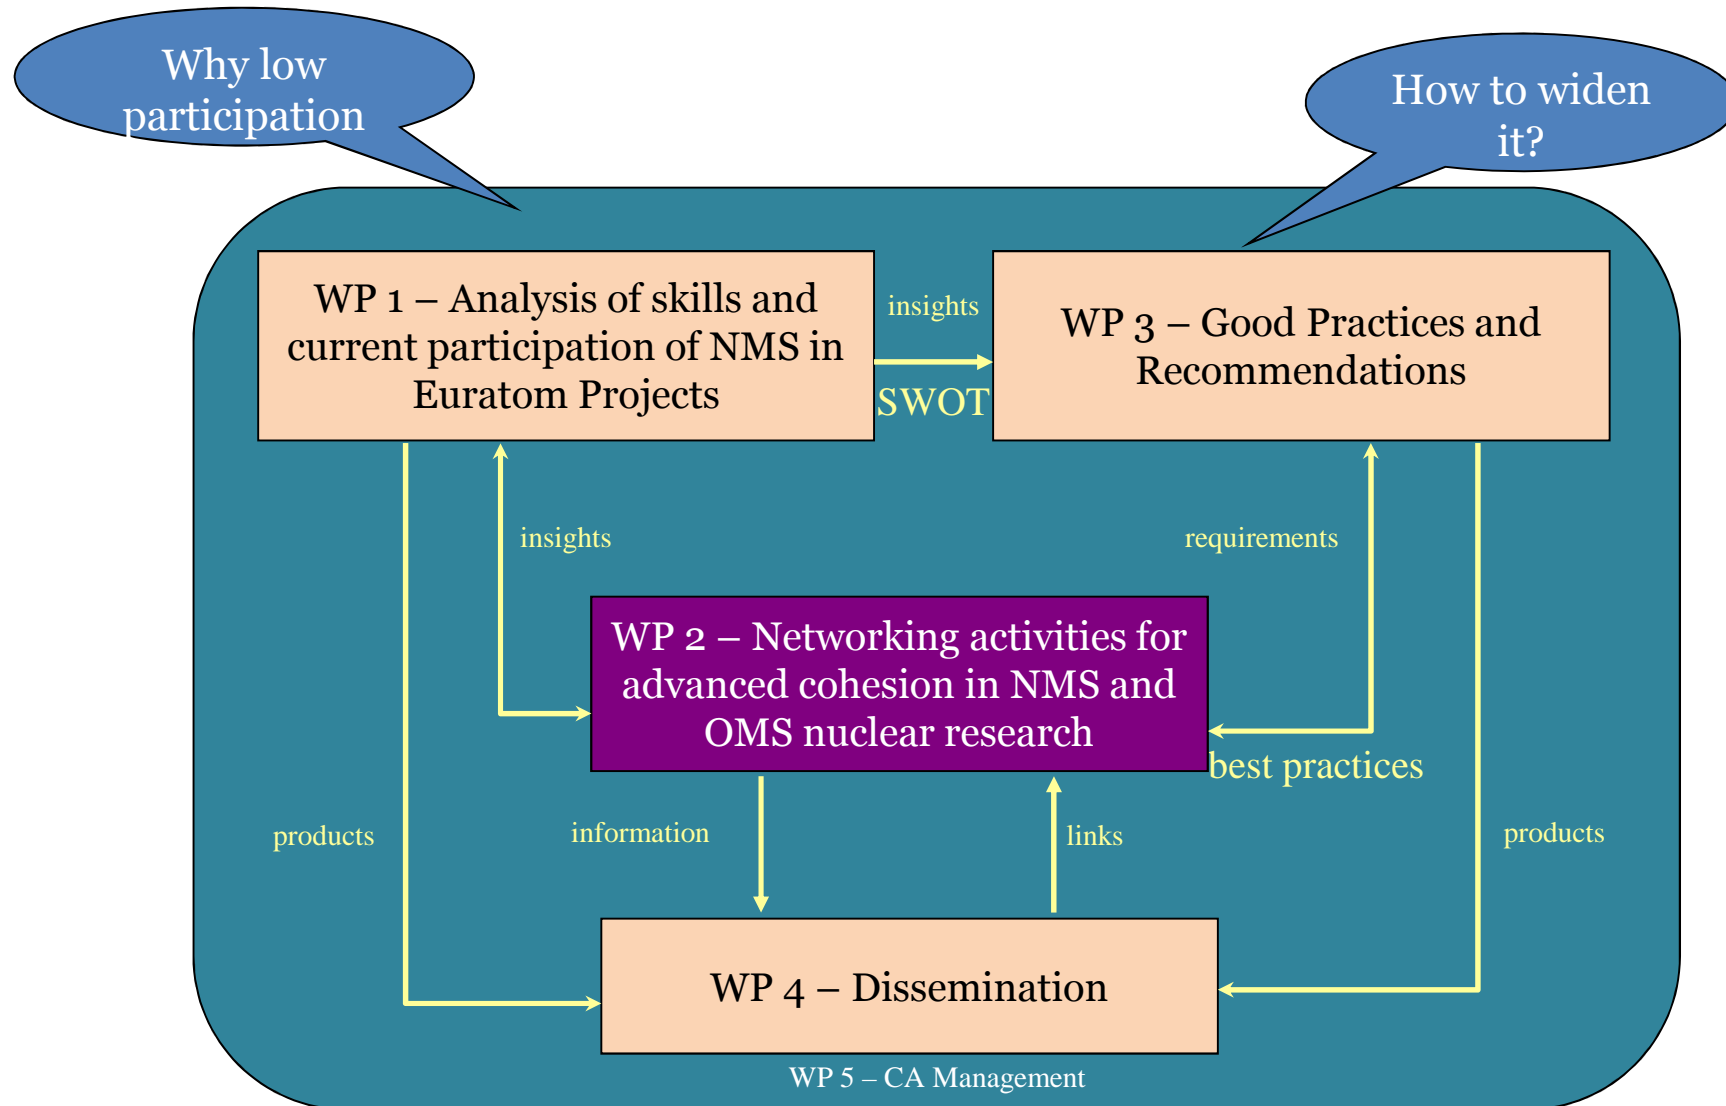 Why low
participation
How to widen
it?
WP 1 – Analysis of skills and
current participation of NMS in
Euratom Projects
insights
SWOT
WP 3 – Good Practices and
Recommendations
insights
requirements
WP 2 – Networking activities for
advanced cohesion in NMS and
OMS nuclear research
best practices
products
information
links
products
WP 4 – Dissemination
WP 5 – CA Management